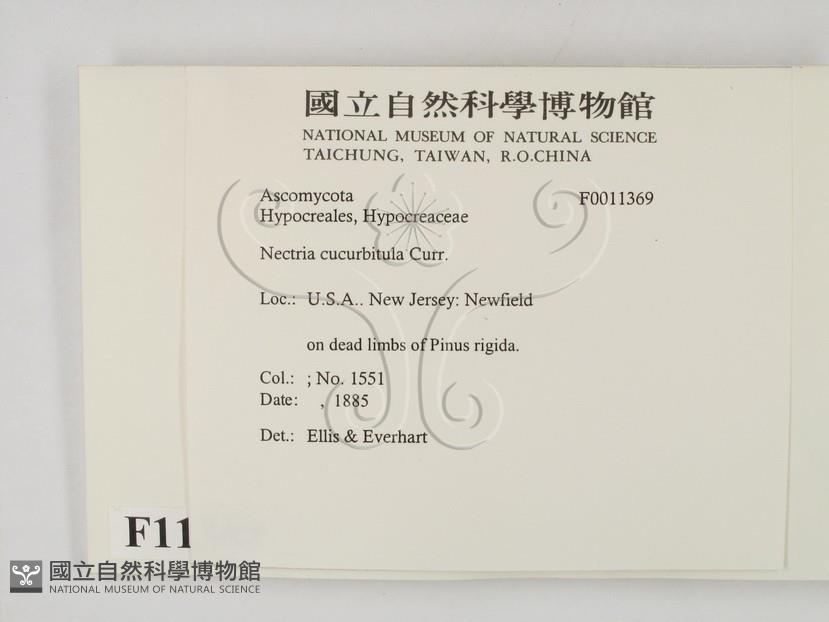 國立自然科學博物館
NATIONAL MUSEUM OF NATURAL SCIENCE
TAICHUNG, TAIWAN, R.O.CHINA
Ascomycota F0011369
Hypocreales, Hypocreaceae
Nectria cucurbitula Curr.
Loc.: U.S.A.. New Jersey: Newfield
on dead limbs of Pinus rigida.
Col.: ; No. 1551
Date: , 1885
Det.: Ellis & Everhart
F11
國立自然科學博物館
NATIONAL MUSEUM OF NATURAL SCIENCE